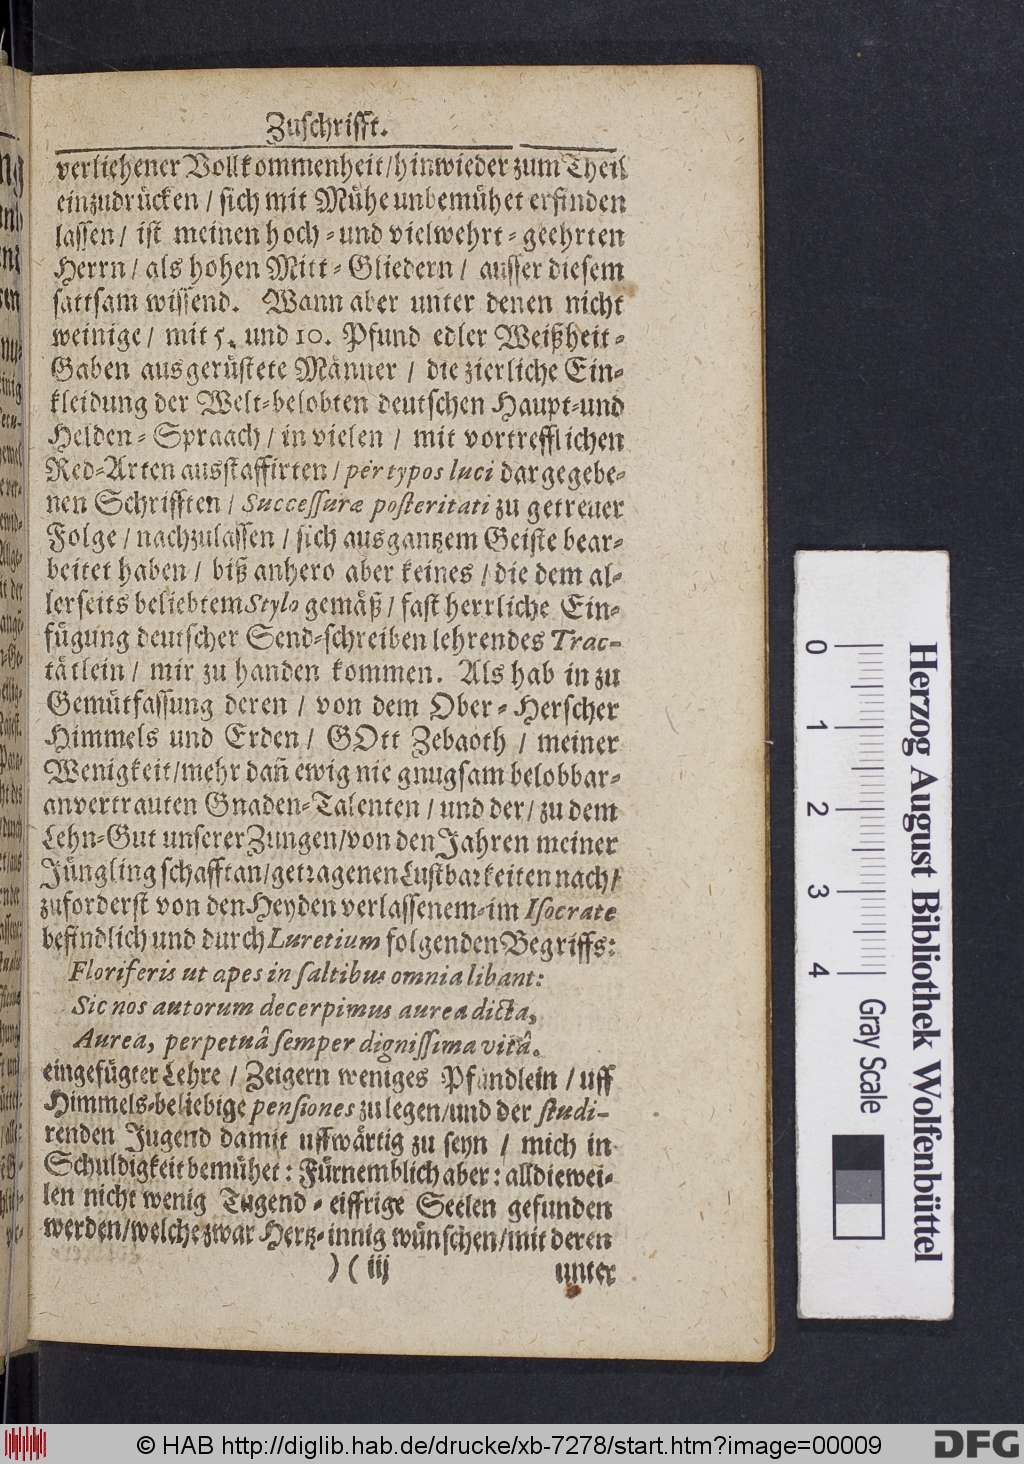 Zuschrifft.
verliehener Vollkommenheit / hinwieder zum Theil
einzudrücken / sich mit Mühe unbemühet erfinden
lassen / ist meinen hoch- und vielwehrt-geehrten
Herrn / als hohen Mitt-Gliedern / ausser diesem
sattsam wissend. Wann aber unter denen nicht
weinige / mit 5. und 10. Pfund edler Weißheit-
Gaben ausgerüstete Männer / die zierliche Ein-
kleidung der Welt-belobten deutschen Haupt-und
Helden-Spraach / in vielen / mit vortrefflichen
Red-Arten ausstaffirten / per typos luci dargegebe-
nen Schrifften / Successuræ posteritati zu getreuer
Folge / nachzulassen / sich aus gantzem Geiste bear-
beitet haben / biß anhero aber keines / die dem al-
lerseits beliebtem Stylo gemäß / fast herrliche Ein-
fügung deutscher Send-schreiben lehrendes Trac-
tätlein / mir zu handen kommen. Als hab in zu
Gemütfassung deren / von dem Ober-Herscher
Himmels und Erden / GOtt Zebaoth / meiner
Wenigkeit / mehr dañ ewig nie gnugsam belobbar-
anvertrauten Gnaden-Talenten / und der / zu dem
Lehn-Gut unserer Zungen / von den Jahren meiner
Jünglingschafft an / getragenen Lustbarkeiten nach /
zuforderst von den Heyden verlassenem-im Isocrate
befindlich und durch Luretium folgenden Begriffs:
Floriferis ut apes in saltibus omnia libant:
Sic nos autorum decerpimus aurea dicta,
Aurea, perpetuâ semper dignissima vitâ.
eingefügter Lehre / Zeigern weniges Pfündlein / uff
Himmels-beliebige pensiones zu legen / und der studi-
renden Jugend damit uffwärtig zu seyn / mich in
Schuldigkeit bemühet: Fürnemblich aber: alldiewei-
len nicht wenig Tugend-eiffrige Seelen gefunden
werden / welche zwar Hertz-innig wünschen / mit deren
)( iij
unter
0 1 2 3 4
Gray Scale
Herzog August Bibliothek Wolfenbüttel
© HAB http://diglib.hab.de/drucke/xb-7278/start.htm?image=00009
DFG